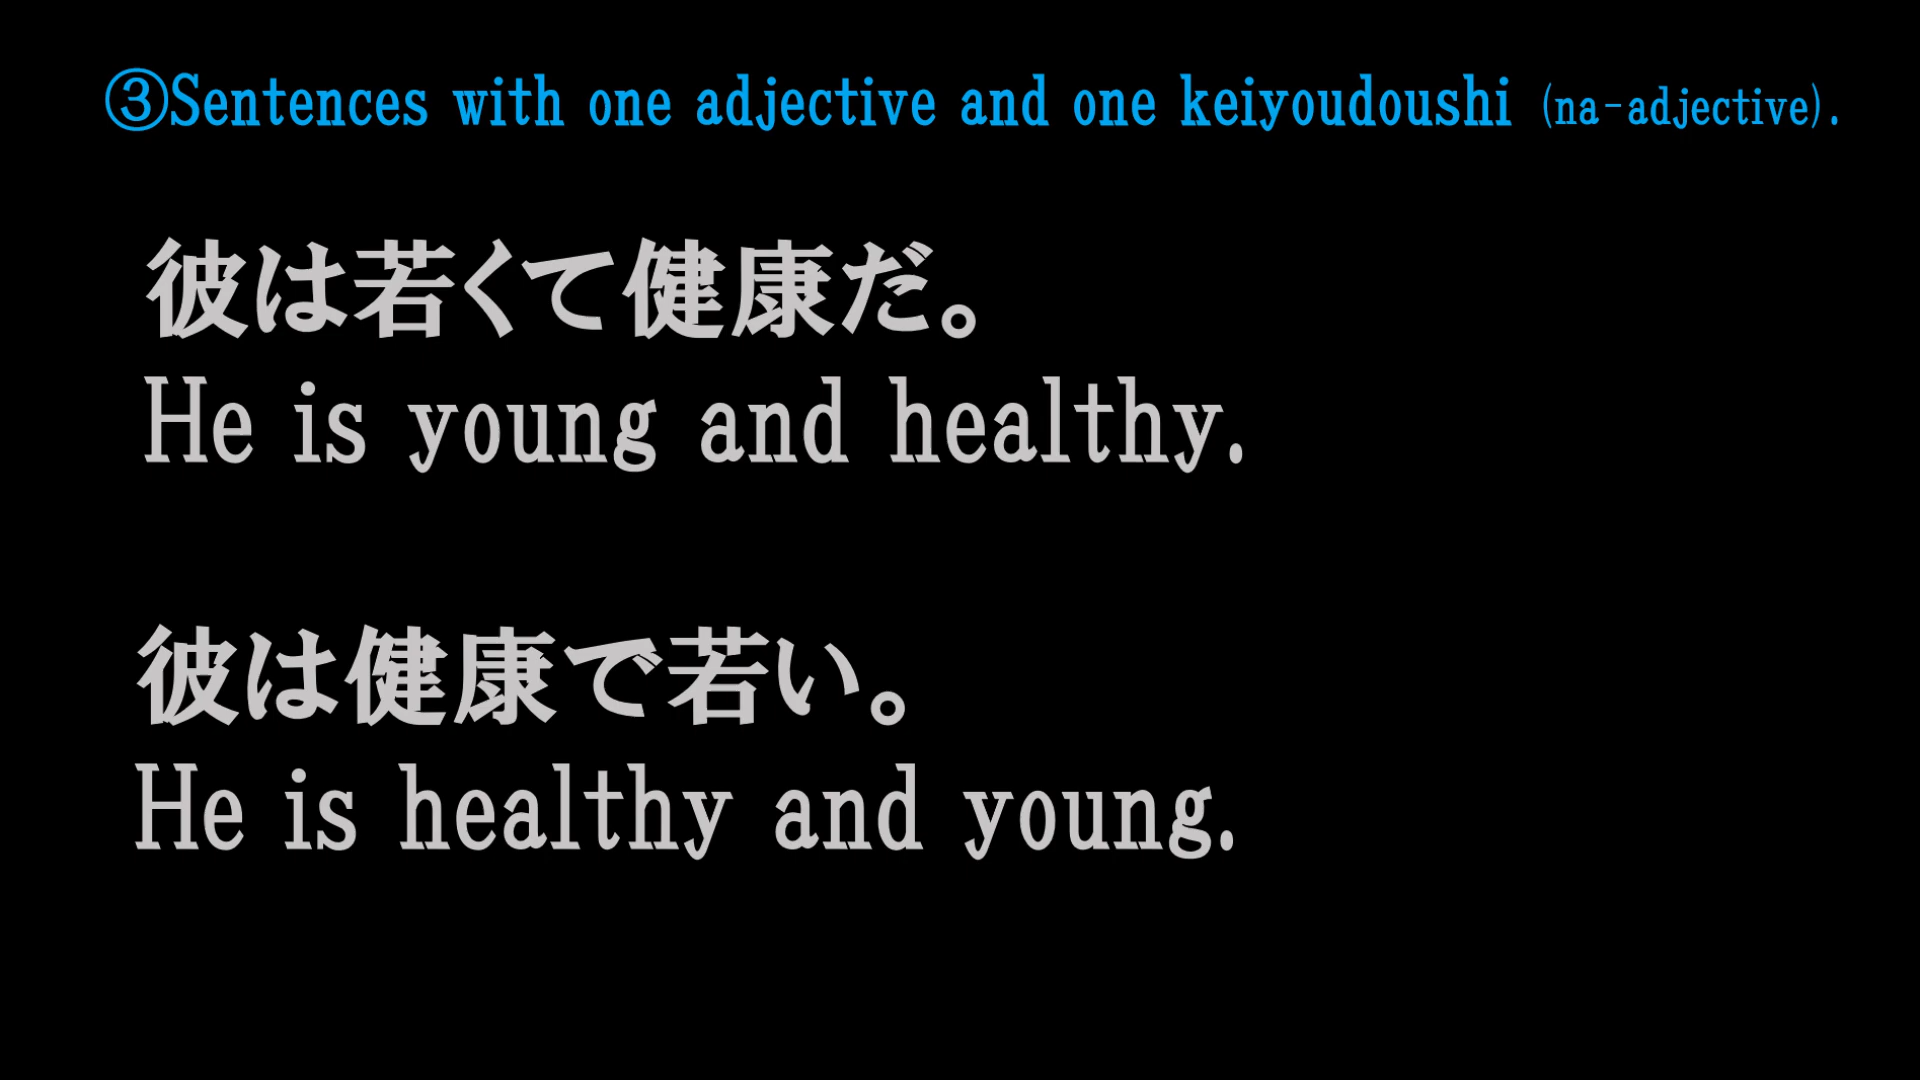 ③Sentences with one adjective and one keiyoudoushi (na-adjective).
彼は若くて健康だ。
He is young and healthy.
彼は健康で若い。
He is healthy and young.